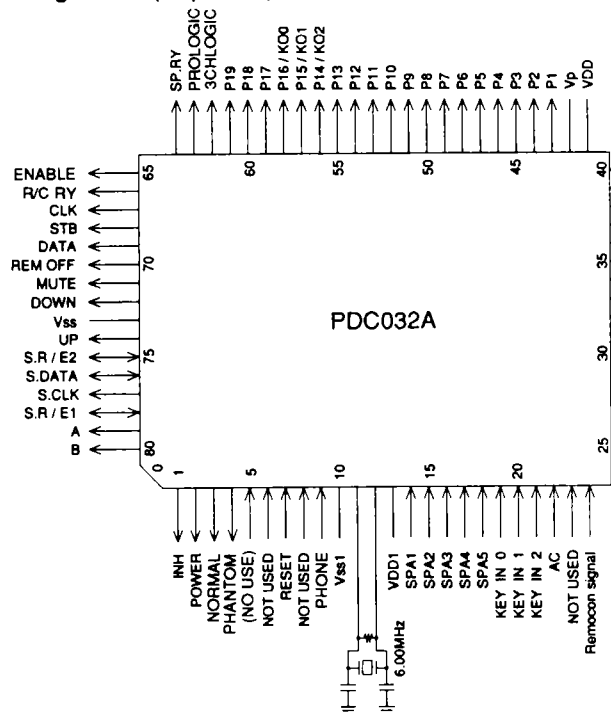 SP.RY
PROLOGIC
3CHLOGIC
P19
P18
P17
P16 / KO0
P15 / KO1
P14 / KO2
P13
P12
P11
P10
P9
P8
P7
P6
P5
P4
P3
P2
P1
Vp
VDD
65
60
55
50
45
40
ENABLE
R/C RY
CLK
STB
DATA
REM OFF
70
MUTE
DOWN
Vss
UP
S.R / E2
75
S.DATA
S.CLK
S.R / E1
A
B
80
PDC032A
35
30
25
0
1
5
10
15
20
INH
POWER
NORMAL
PHANTOM
(NO USE)
NOT USED
RESET
NOT USED
PHONE
Vss1
6.00MHz
VDD1
SPA1
SPA2
SPA3
SPA4
SPA5
KEY IN 0
KEY IN 1
KEY IN 2
AC
NOT USED
Remocon signal